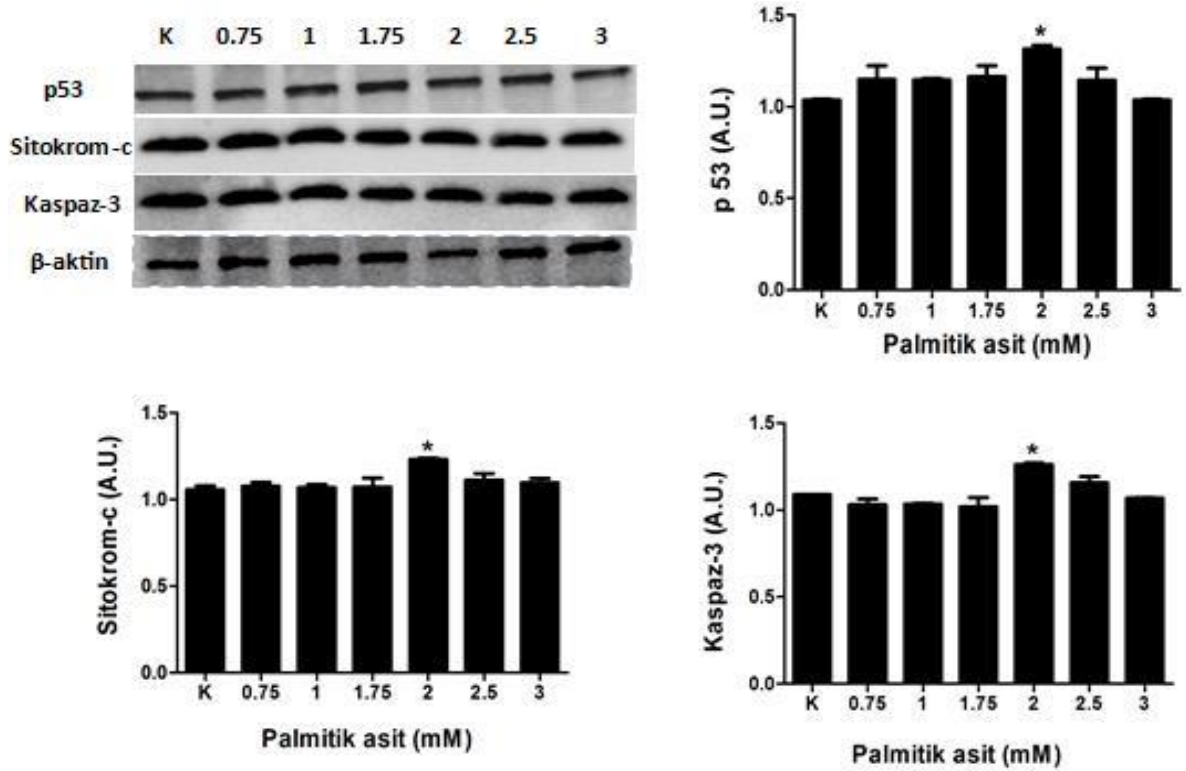 K 0.75 1 1.75 2 2.5 3
p53
Sitokrom-c
Kaspaz-3
β-aktin
p 53 (A.U.)
1.5
1.0
0.5
0.0
*
K 0.75 1 1.75 2 2.5 3
Palmitik asit (mM)
Sitokrom-c (A.U.)
1.5
1.0
0.5
0.0
*
K 0.75 1 1.75 2 2.5 3
Palmitik asit (mM)
Kaspaz-3 (A.U.)
1.5
1.0
0.5
0.0
*
K 0.75 1 1.75 2 2.5 3
Palmitik asit (mM)